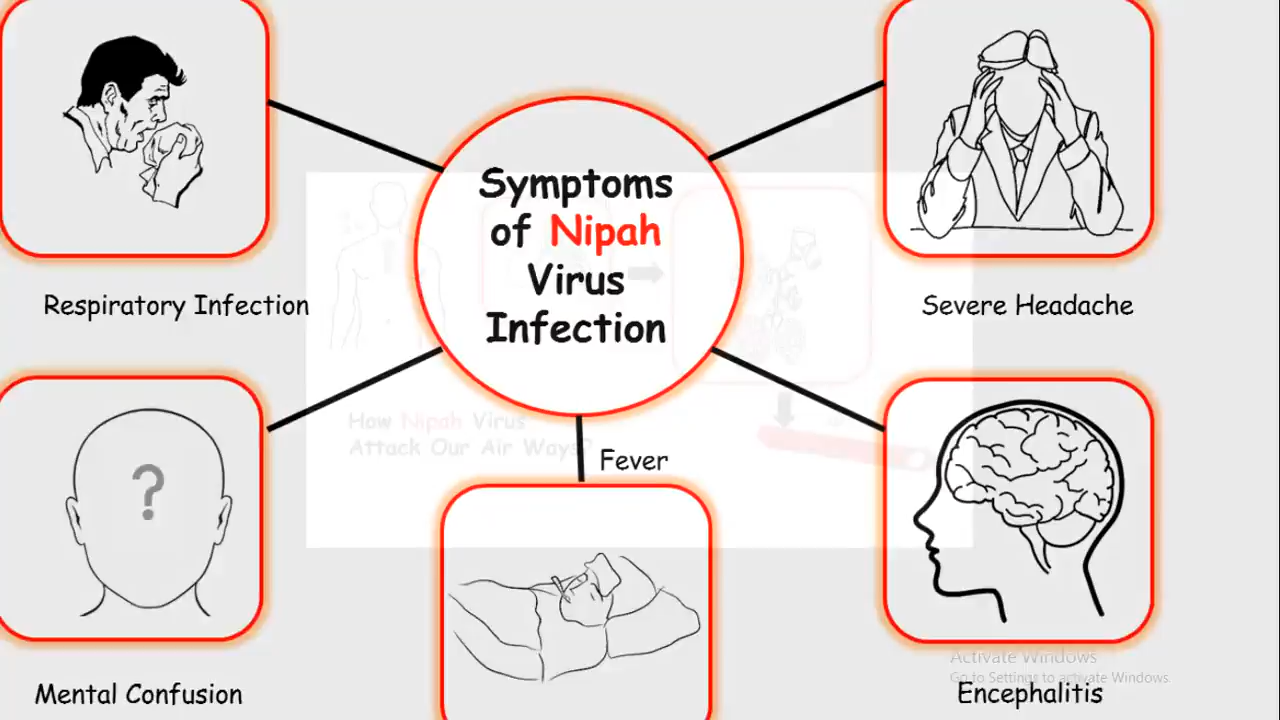 Symptoms
of Nipah
Virus
Infection
Respiratory Infection
Severe Headache
How Nipah Virus
Attack Our Air Ways?
Fever
?
Mental Confusion
Activate Windows
Go to Settings to activate Windows.
Encephalitis